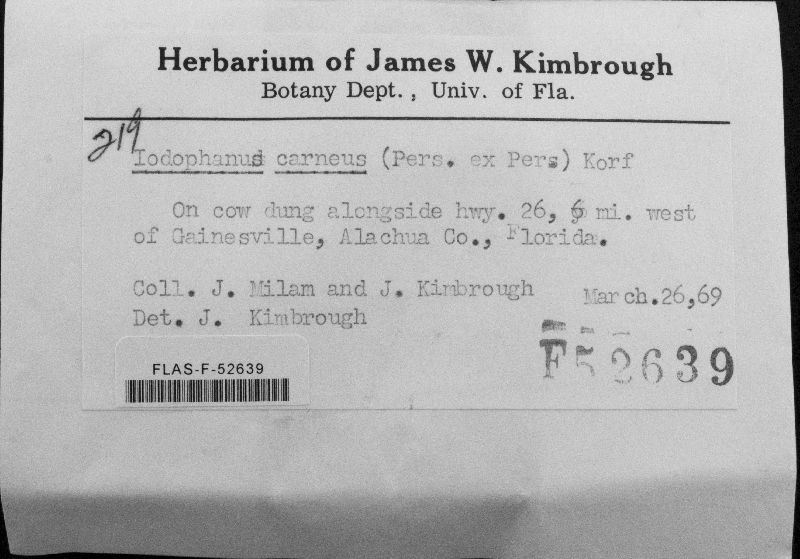 Herbarium of James W. Kimbrough
Botany Dept., Univ. of Fla.
219
Iodophanus carneus (Pers. ex Pers) Korf
On cow dung alongside hwy. 26, 6 mi. west
of Gainesville, Alachua Co., Florida.
Coll. J. Milam and J. Kimbrough March.26,69
Det. J. Kimbrough
FLAS-F-52639
F52639